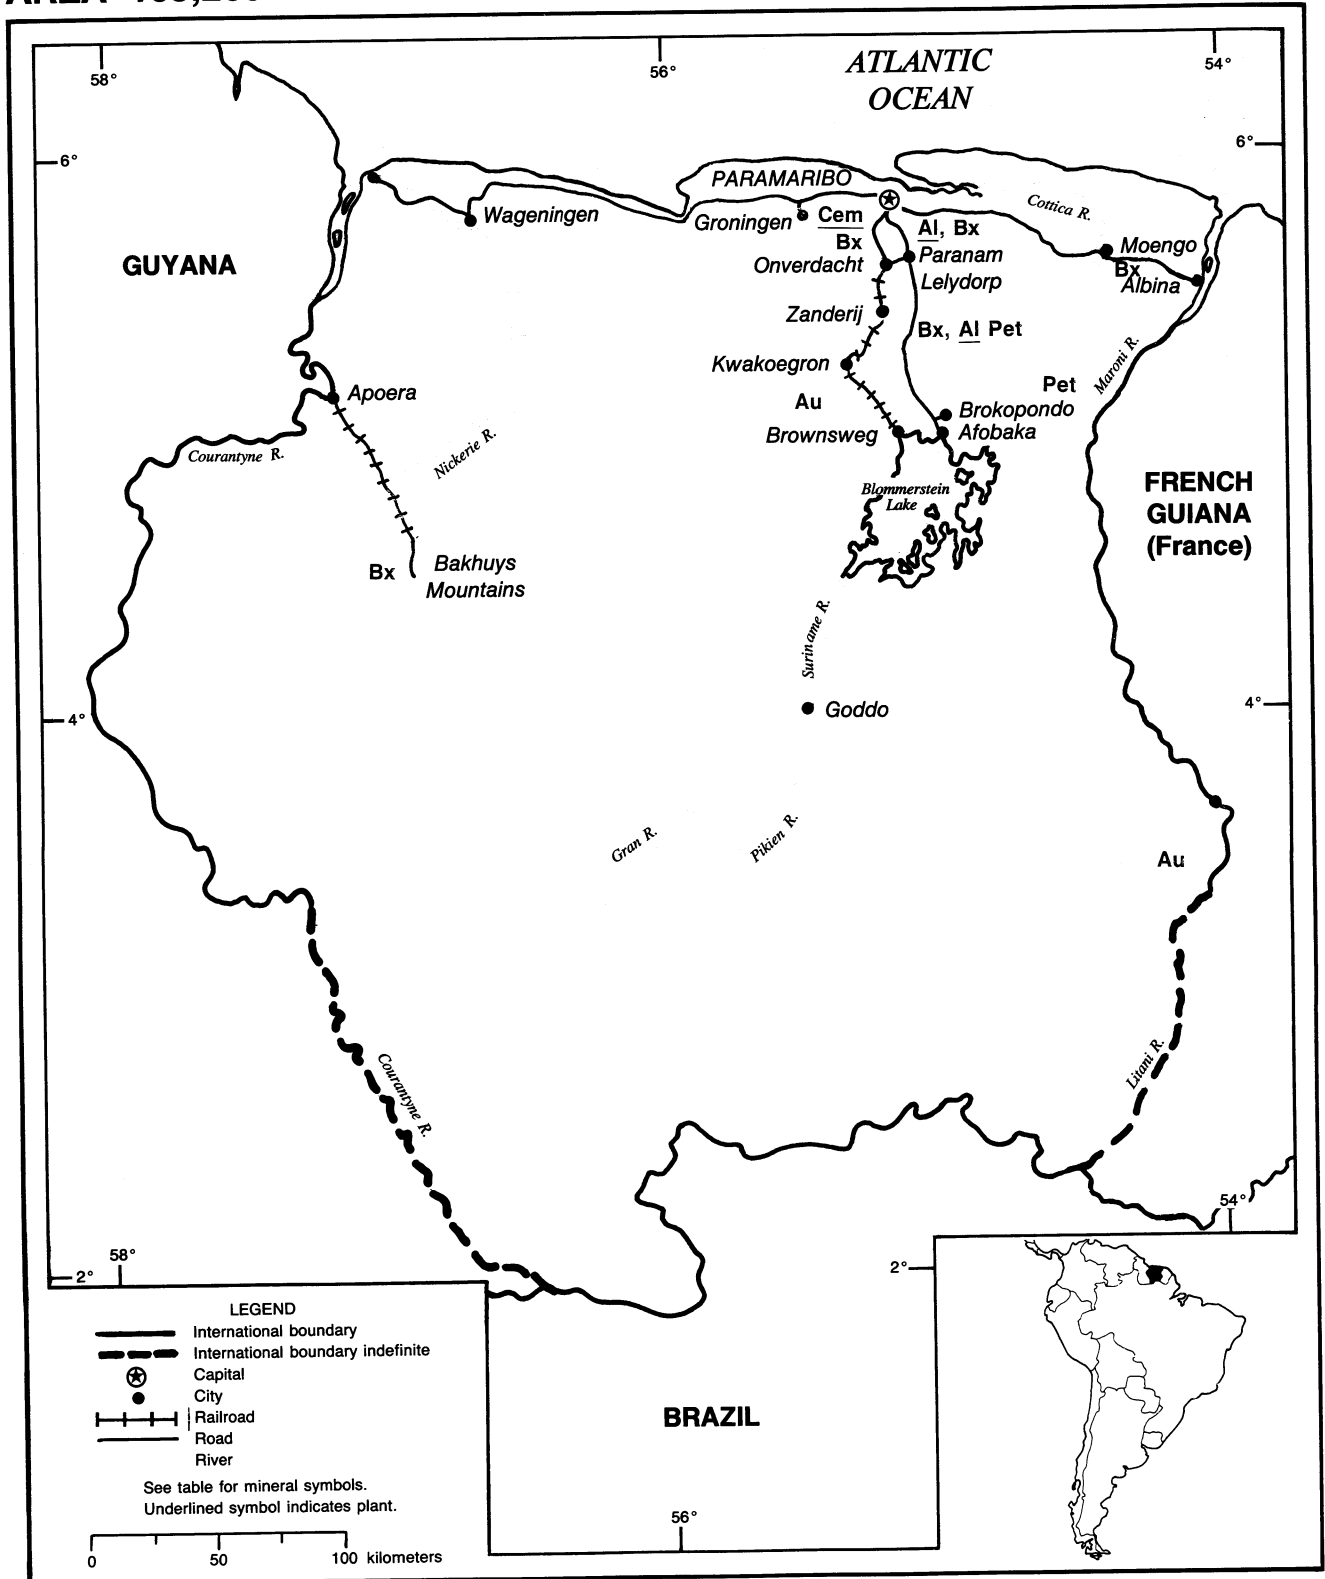 58°
56°
ATLANTIC
OCEAN
54°
6°
6°
PARAMARIBO
Cottica R.
Wageningen
Groningen
Cem
Al, Bx
Bx
Moengo
GUYANA
Onverdacht
Paranam
Bx
Lelydorp
Albina
Zanderij
Bx, Al Pet
Maroni R.
Kwakoegron
Apoera
Au
Pet
Brokopondo
Brownsweg
Afobaka
Courantyne R.
Nickerie R.
Blommerstein
Lake
FRENCH
GUIANA
(France)
Bx
Bakhuys
Mountains
Suriname R.
4°
Goddo
4°
Gran R.
Pikien R.
Au
Courantyne R.
Litani R.
54°
58°
2°
2°
LEGEND
International boundary
International boundary indefinite
Capital
City
Railroad
Road
River
BRAZIL
See table for mineral symbols.
Underlined symbol indicates plant.
56°
0 50 100 kilometers